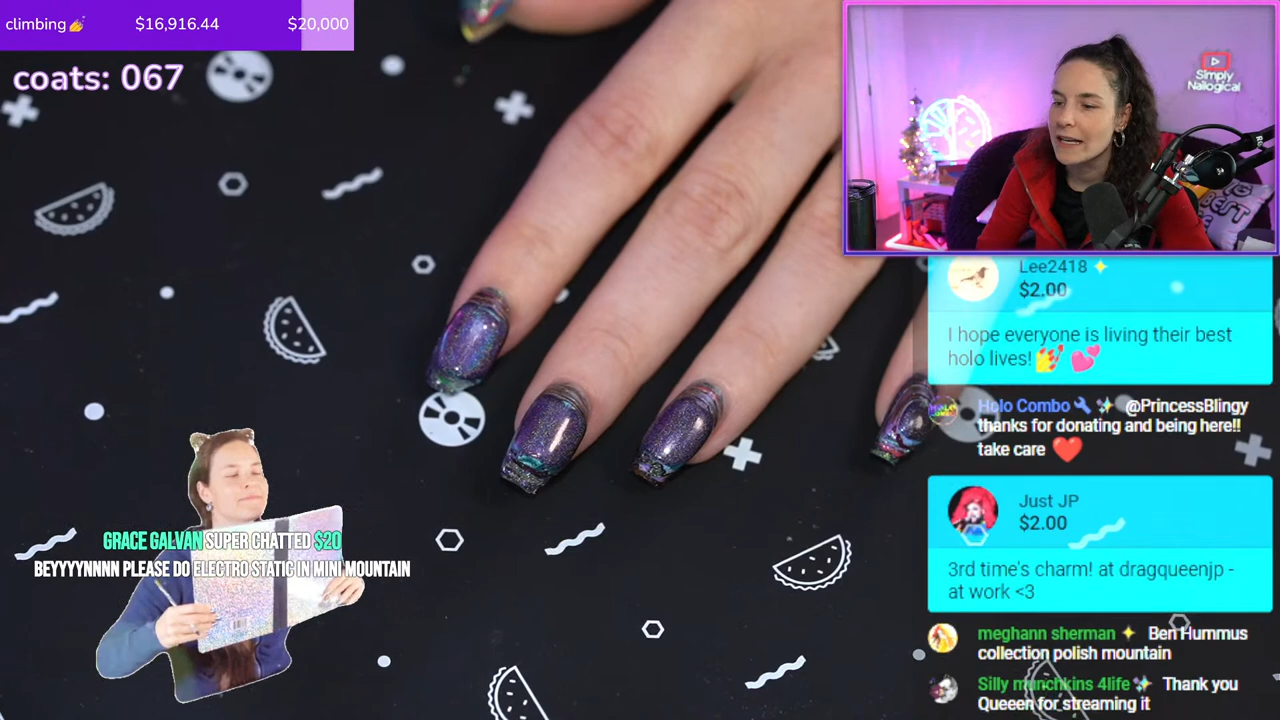 climbing💅 $16,916.44 $20,000
coats: 067
Simply
Nailogical
Lee2418
$2.00
I hope everyone is living their best
holo lives!💅 💕
Holo Combo🔧✨ @PrincessBlingy
thanks for donating and being here!!
take care ❤️
Just JP
$2.00
3rd time's charm! at dragqueenjp -
at work <3
meghann sherman Ben Hummus
collection polish mountain
Silly munchkins 4life✨ Thank you
Queeen for streaming it
GRACE GALVAN SUPER CHATTED $20
BEYYYYNNNN PLEASE DO ELECTRO STATIC IN MINI MOUNTAIN